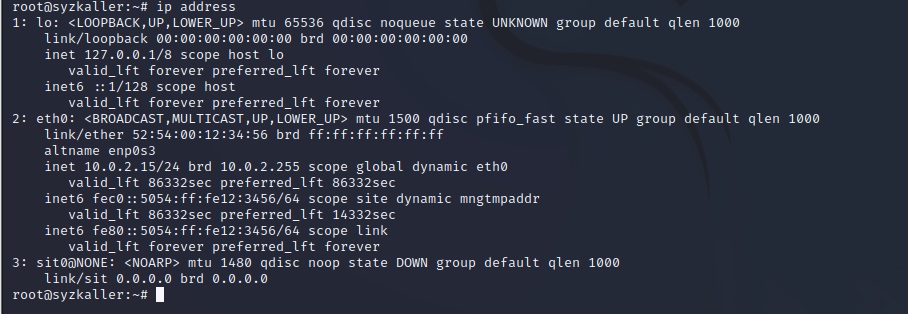 root@syzkaller:~# ip address
1: lo: <LOOPBACK,UP,LOWER_UP> mtu 65536 qdisc noqueue state UNKNOWN group default qlen 1000
    link/loopback 00:00:00:00:00:00 brd 00:00:00:00:00:00
    inet 127.0.0.1/8 scope host lo
       valid_lft forever preferred_lft forever
    inet6 ::1/128 scope host
       valid_lft forever preferred_lft forever
2: eth0: <BROADCAST,MULTICAST,UP,LOWER_UP> mtu 1500 qdisc pfifo_fast state UP group default qlen 1000
    link/ether 52:54:00:12:34:56 brd ff:ff:ff:ff:ff:ff
    altname enp0s3
    inet 10.0.2.15/24 brd 10.0.2.255 scope global dynamic eth0
       valid_lft 86332sec preferred_lft 86332sec
    inet6 fec0::5054:ff:fe12:3456/64 scope site dynamic mngtmpaddr
       valid_lft 86332sec preferred_lft 14332sec
    inet6 fe80::5054:ff:fe12:3456/64 scope link
       valid_lft forever preferred_lft forever
3: sit0@NONE: <NOARP> mtu 1480 qdisc noop state DOWN group default qlen 1000
    link/sit 0.0.0.0 brd 0.0.0.0
root@syzkaller:~#